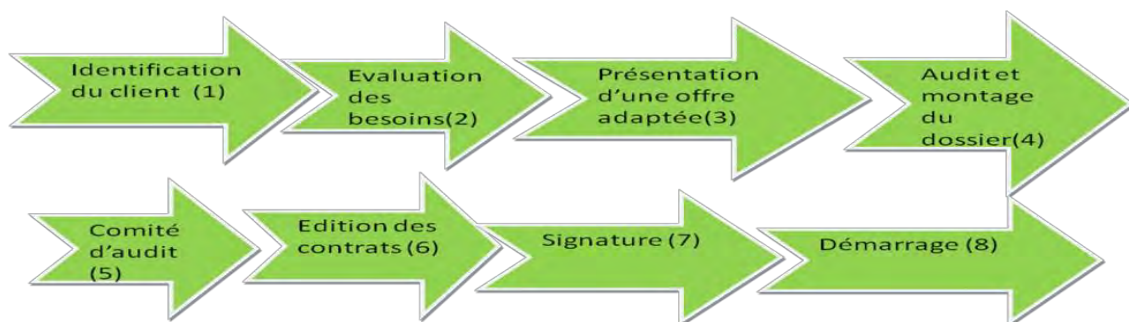 Identification
du client (1)
Evaluation
des
besoins(2)
Présentation
d'une offre
adaptée(3)
Audit et
montage
du
dossier(4)
Comité
d'audit
(5)
Edition des
contrats (6)
Signature (7)
Démarrage (8)